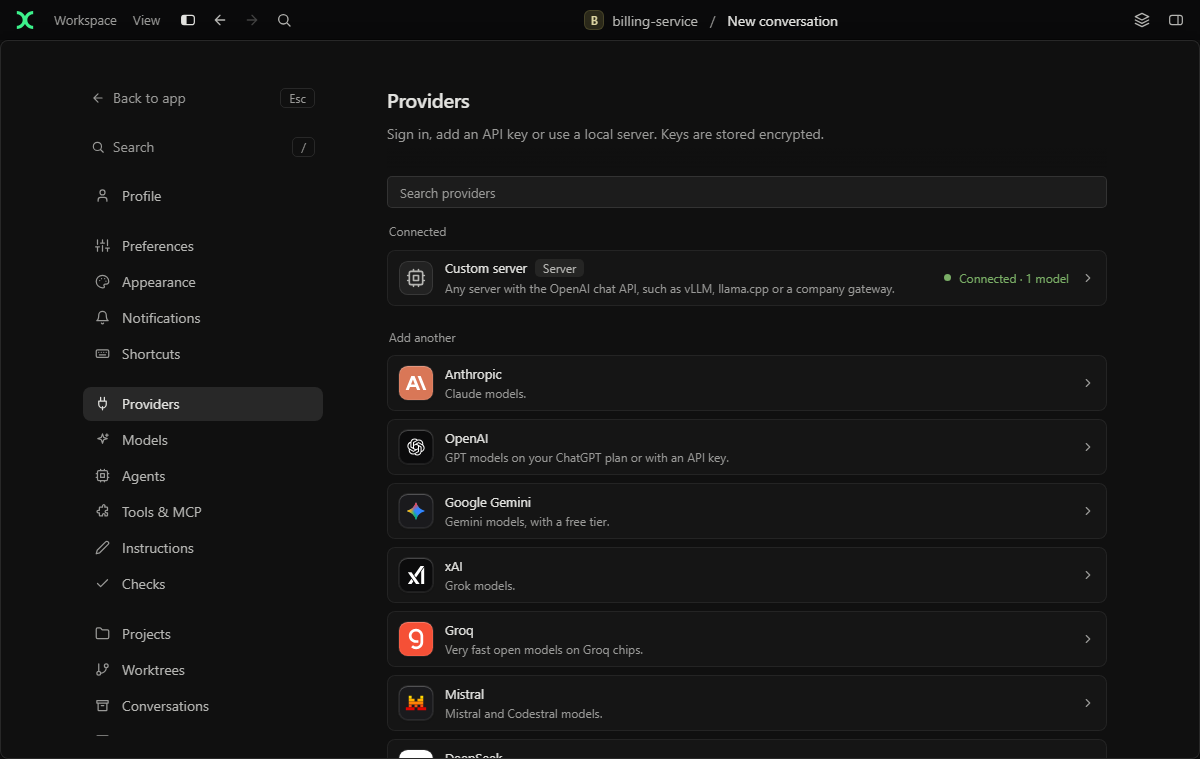 Workspace View B billing-service / New conversation
Back to app Esc
Search /
Profile
Preferences
Appearance
Notifications
Shortcuts
Providers
Models
Agents
Tools & MCP
Instructions
Checks
Projects
Worktrees
Conversations
Providers
Sign in, add an API key or use a local server. Keys are stored encrypted.
Search providers
Connected
Custom server Server
Any server with the OpenAI chat API, such as vLLM, llama.cpp or a company gateway.
Connected · 1 model
Add another
Anthropic
Claude models.
OpenAI
GPT models on your ChatGPT plan or with an API key.
Google Gemini
Gemini models, with a free tier.
xAI
Grok models.
Groq
Very fast open models on Groq chips.
Mistral
Mistral and Codestral models.
DeepSeek